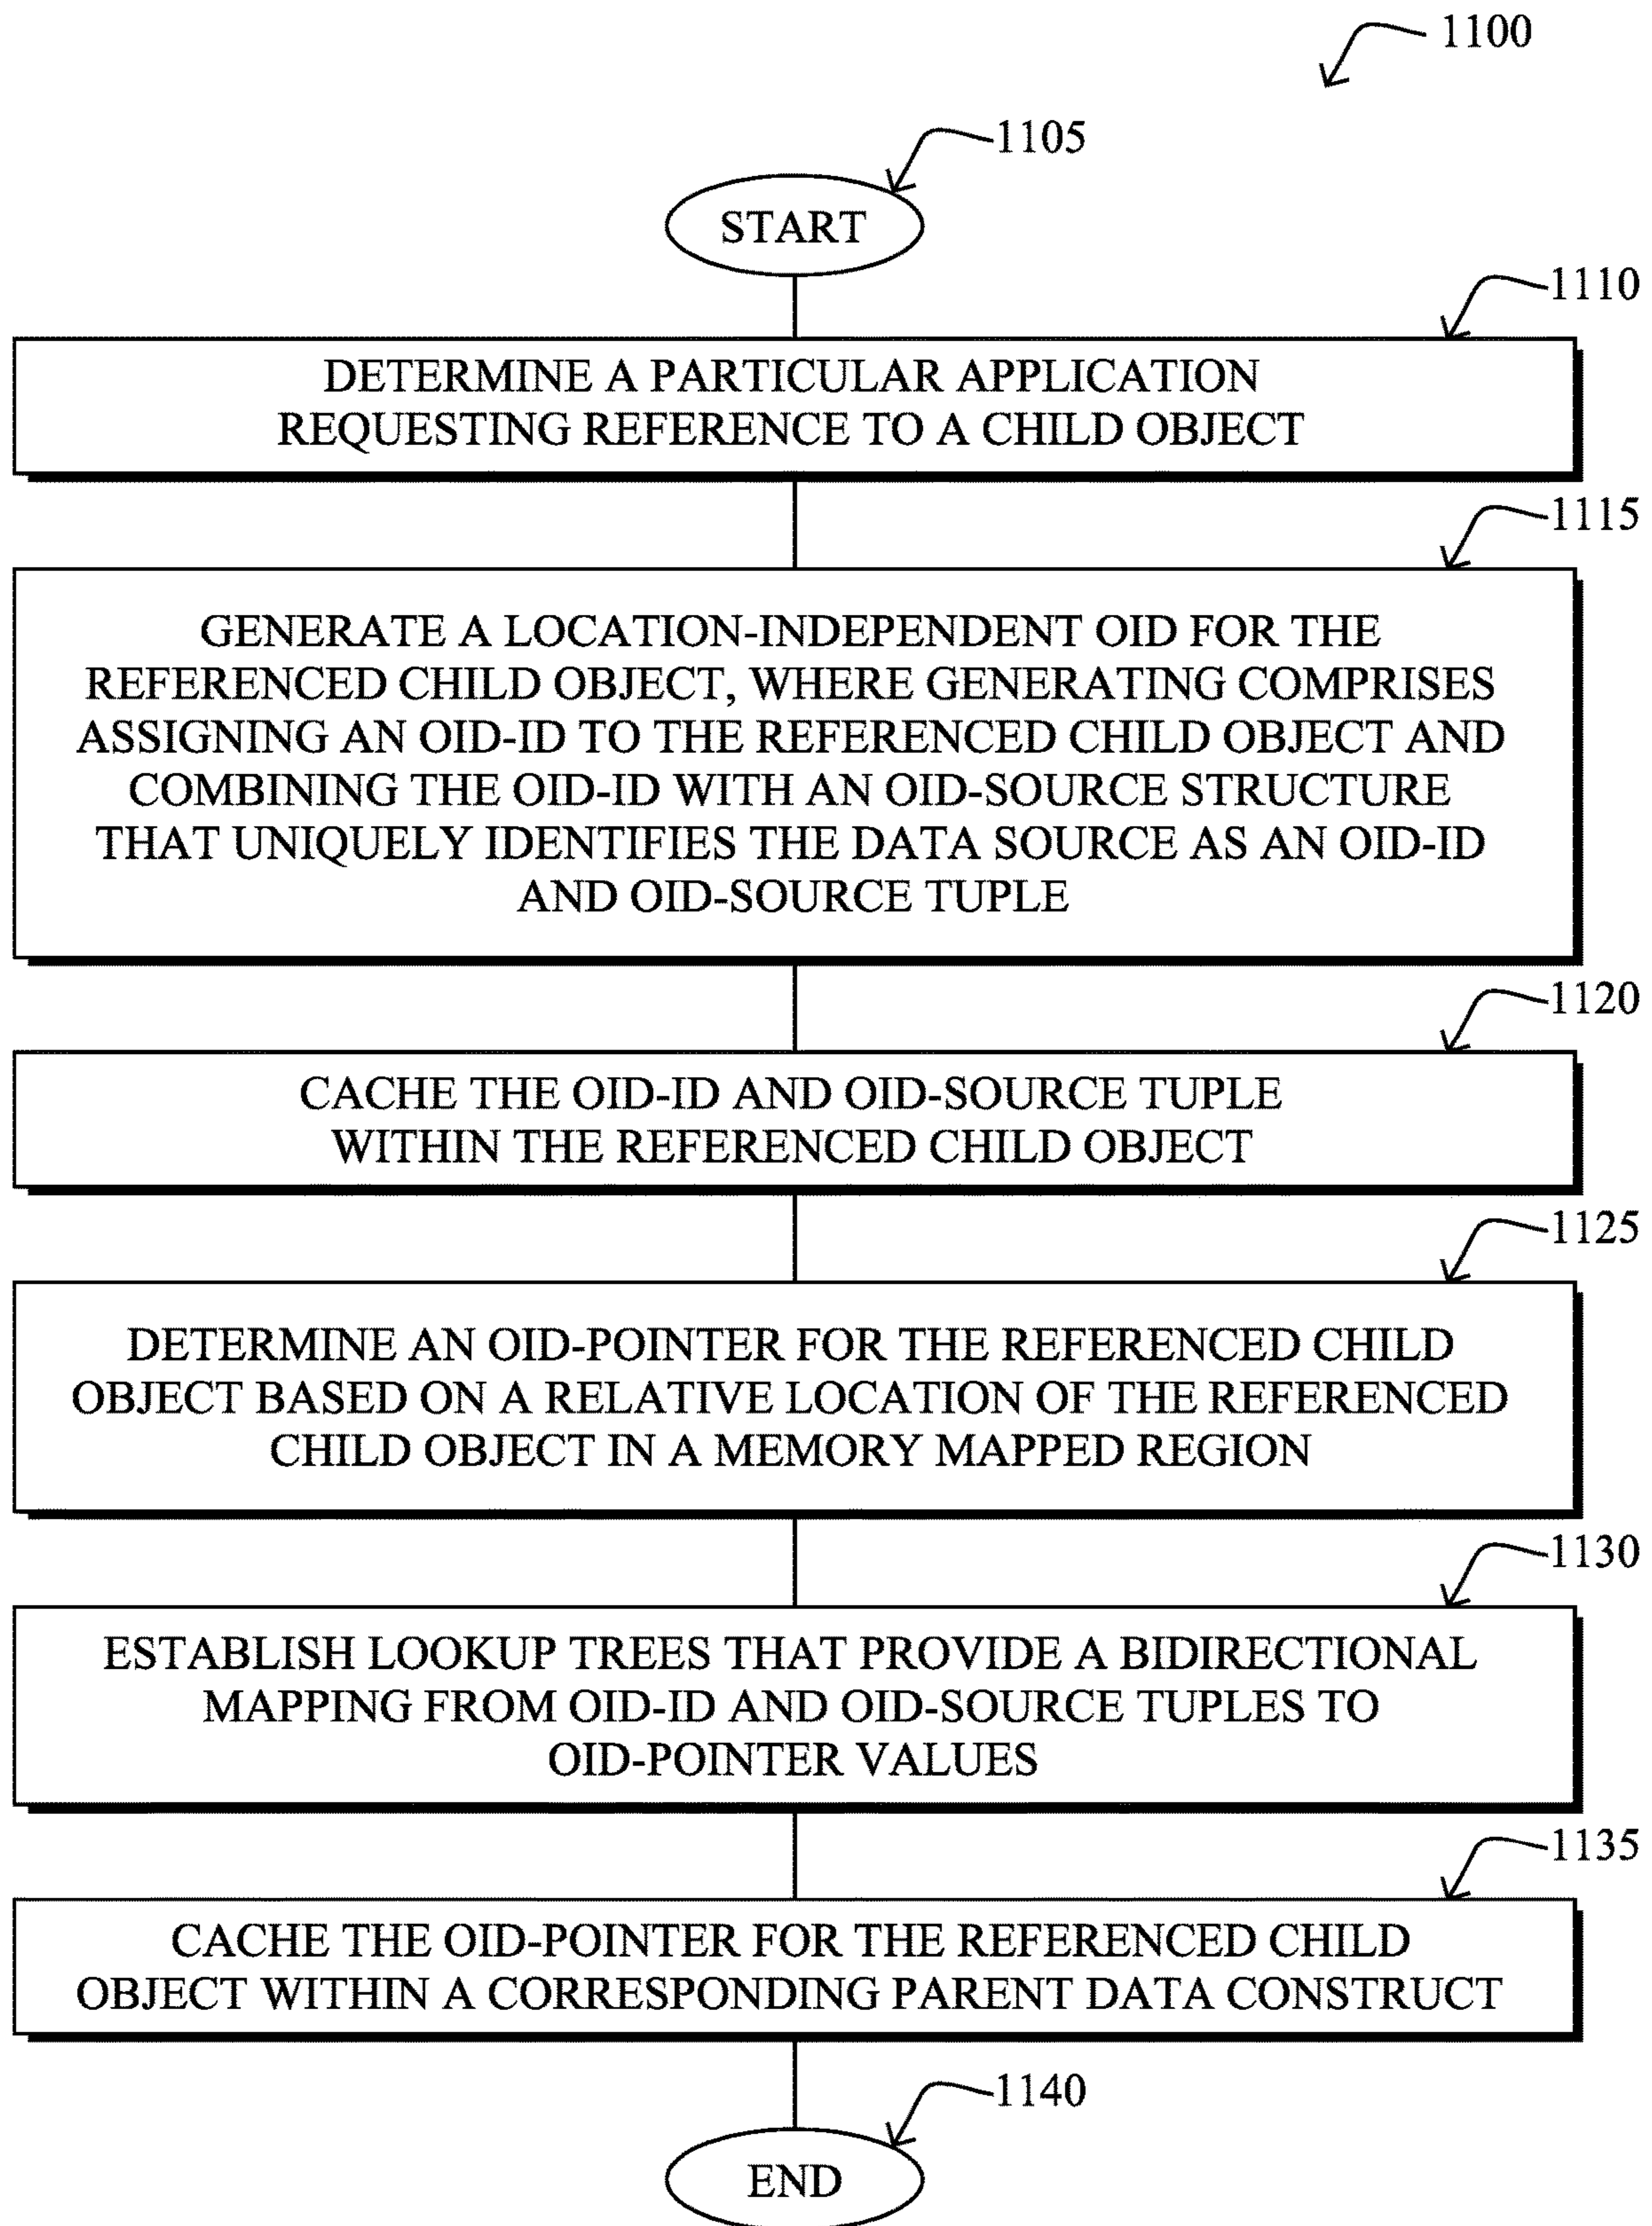 1100
1105
START
1110
DETERMINE A PARTICULAR APPLICATION
REQUESTING REFERENCE TO A CHILD OBJECT
1115
GENERATE A LOCATION-INDEPENDENT OID FOR THE
REFERENCED CHILD OBJECT, WHERE GENERATING COMPRISES
ASSIGNING AN OID-ID TO THE REFERENCED CHILD OBJECT AND
COMBINING THE OID-ID WITH AN OID-SOURCE STRUCTURE
THAT UNIQUELY IDENTIFIES THE DATA SOURCE AS AN OID-ID
AND OID-SOURCE TUPLE
1120
CACHE THE OID-ID AND OID-SOURCE TUPLE
WITHIN THE REFERENCED CHILD OBJECT
1125
DETERMINE AN OID-POINTER FOR THE REFERENCED CHILD
OBJECT BASED ON A RELATIVE LOCATION OF THE REFERENCED
CHILD OBJECT IN A MEMORY MAPPED REGION
1130
ESTABLISH LOOKUP TREES THAT PROVIDE A BIDIRECTIONAL
MAPPING FROM OID-ID AND OID-SOURCE TUPLES TO
OID-POINTER VALUES
1135
CACHE THE OID-POINTER FOR THE REFERENCED CHILD
OBJECT WITHIN A CORRESPONDING PARENT DATA CONSTRUCT
1140
END